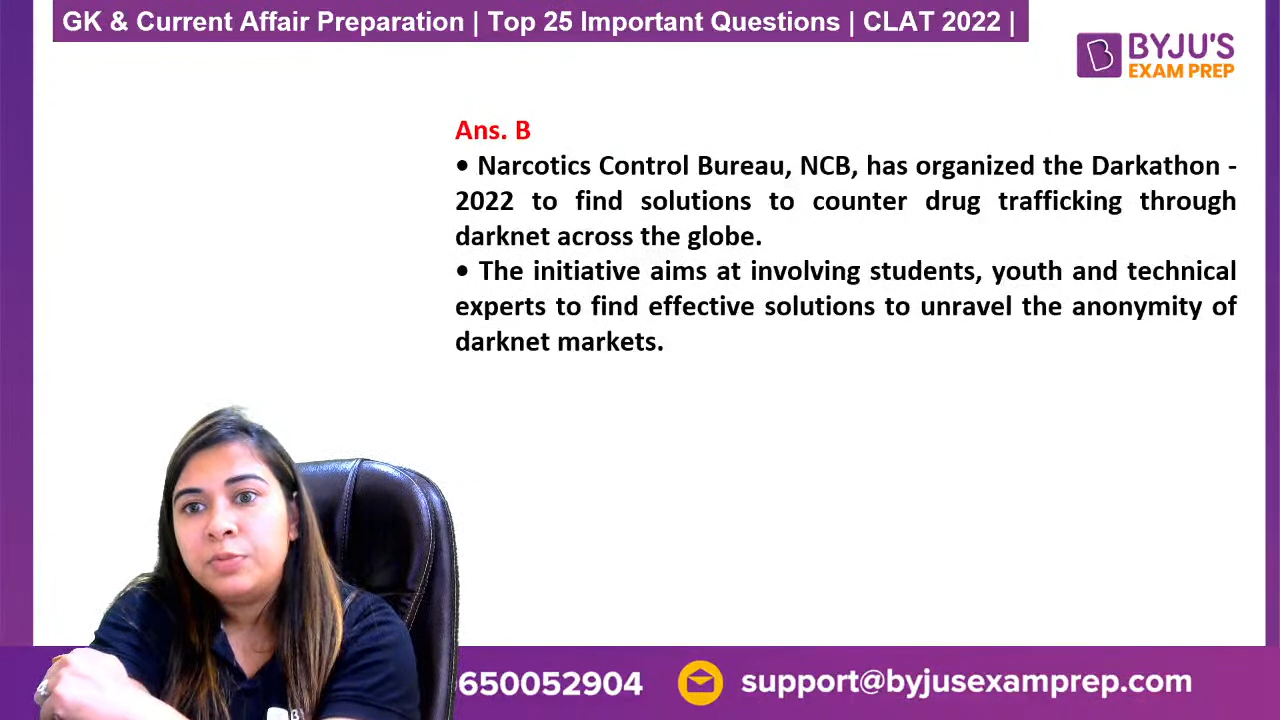 GK & Current Affair Preparation | Top 25 Important Questions | CLAT 2022 |
BYJU'S
EXAM PREP
Ans. B
• Narcotics Control Bureau, NCB, has organized the Darkathon -
2022 to find solutions to counter drug trafficking through
darknet across the globe.
• The initiative aims at involving students, youth and technical
experts to find effective solutions to unravel the anonymity of
darknet markets.
650052904 support@byjusexamprep.com